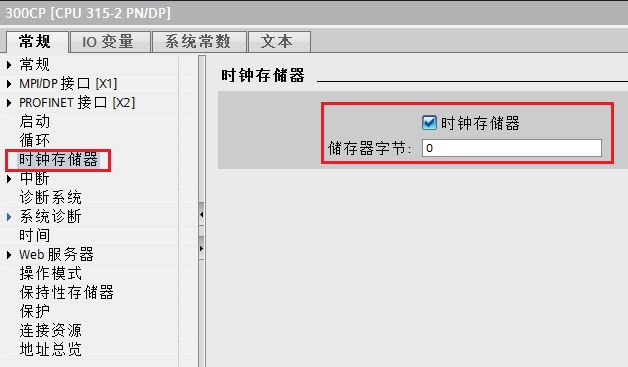 300CP [CPU 315-2 PN/DP]
常规 IO 变量 系统常数 文本
常规
MPI/DP 接口 [X1]
PROFINET 接口 [X2]
启动
循环
时钟存储器
中断
诊断系统
系统诊断
时间
Web 服务器
操作模式
保持性存储器
保护
连接资源
地址总览
时钟存储器
时钟存储器
储存器字节: 0